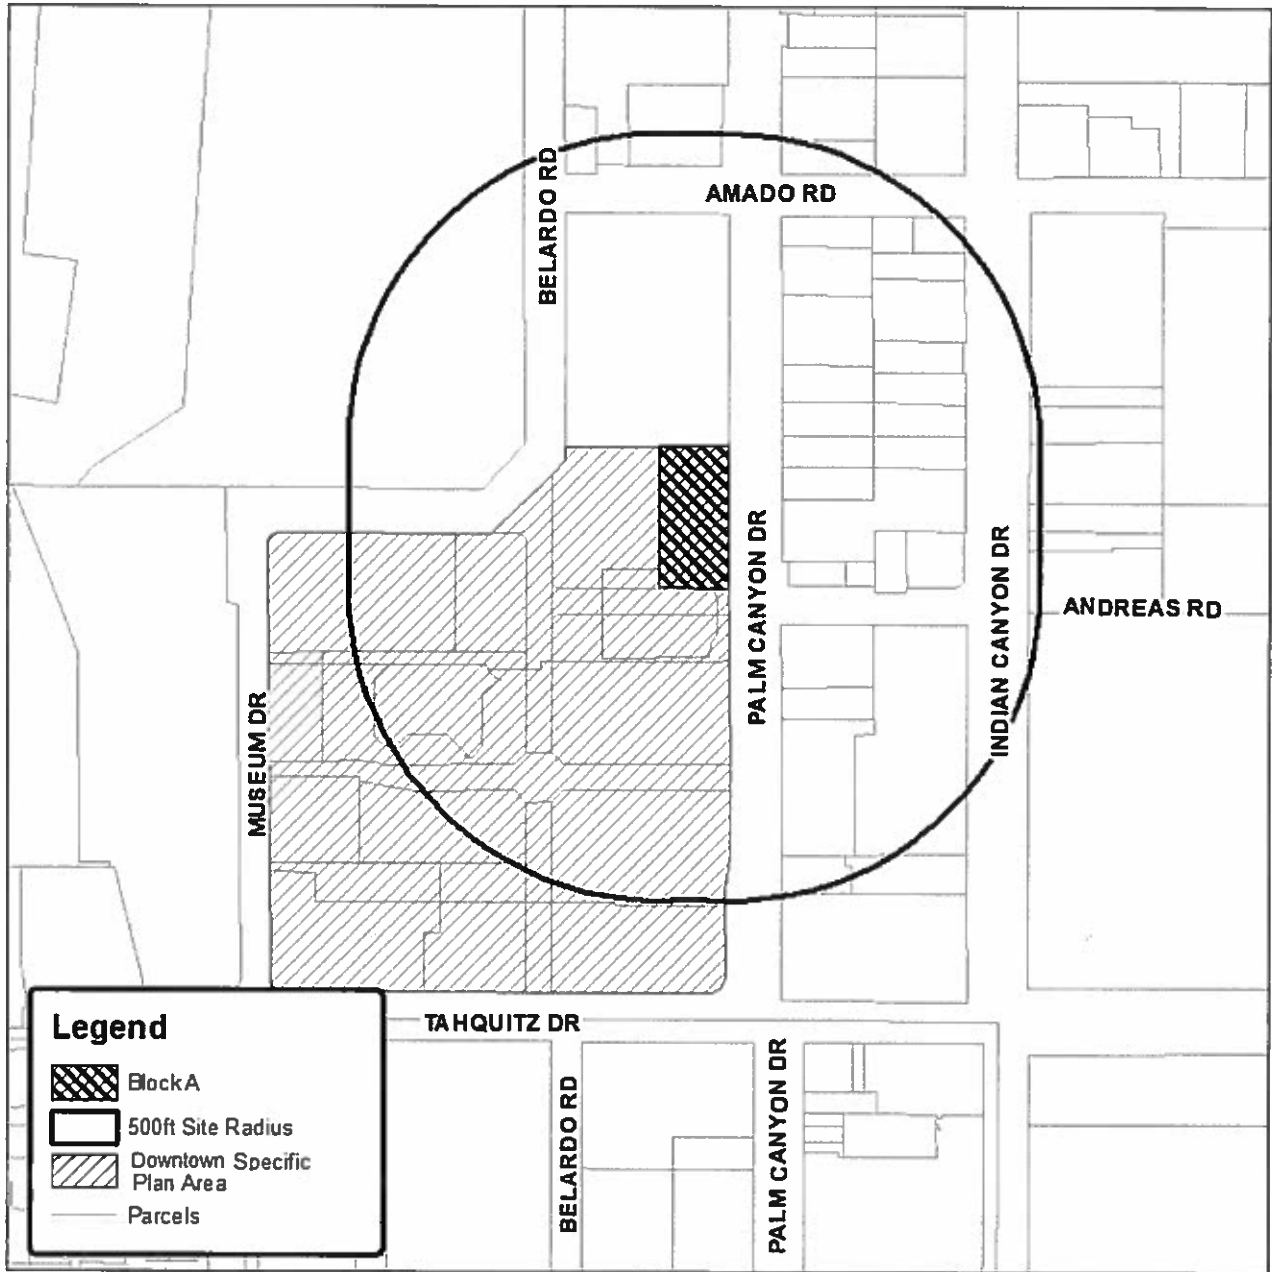 BELARDO RD
AMADO RD
PALM CANYON DR
INDIAN CANYON DR
ANDREAS RD
MUSEUM DR
TAHQUITZ DR
BELARDO RD
PALM CANYON DR
Legend
Block A
500ft Site Radius
Downtown Specific
Plan Area
Parcels